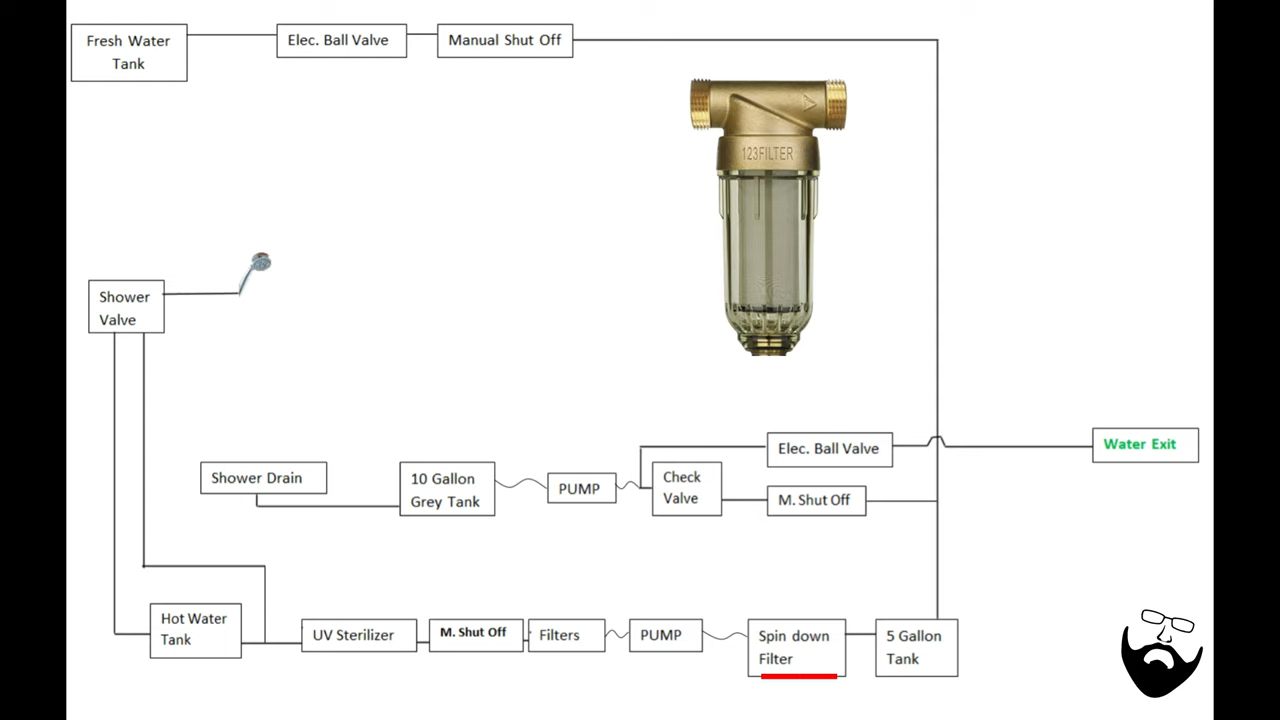 Fresh Water
Tank
Elec. Ball Valve
Manual Shut Off
123FILTER
Shower
Valve
Elec. Ball Valve
Water Exit
Shower Drain
10 Gallon
Grey Tank
PUMP
Check
Valve
M. Shut Off
Hot Water
Tank
UV Sterilizer
M. Shut Off
Filters
PUMP
Spin down
Filter
5 Gallon
Tank